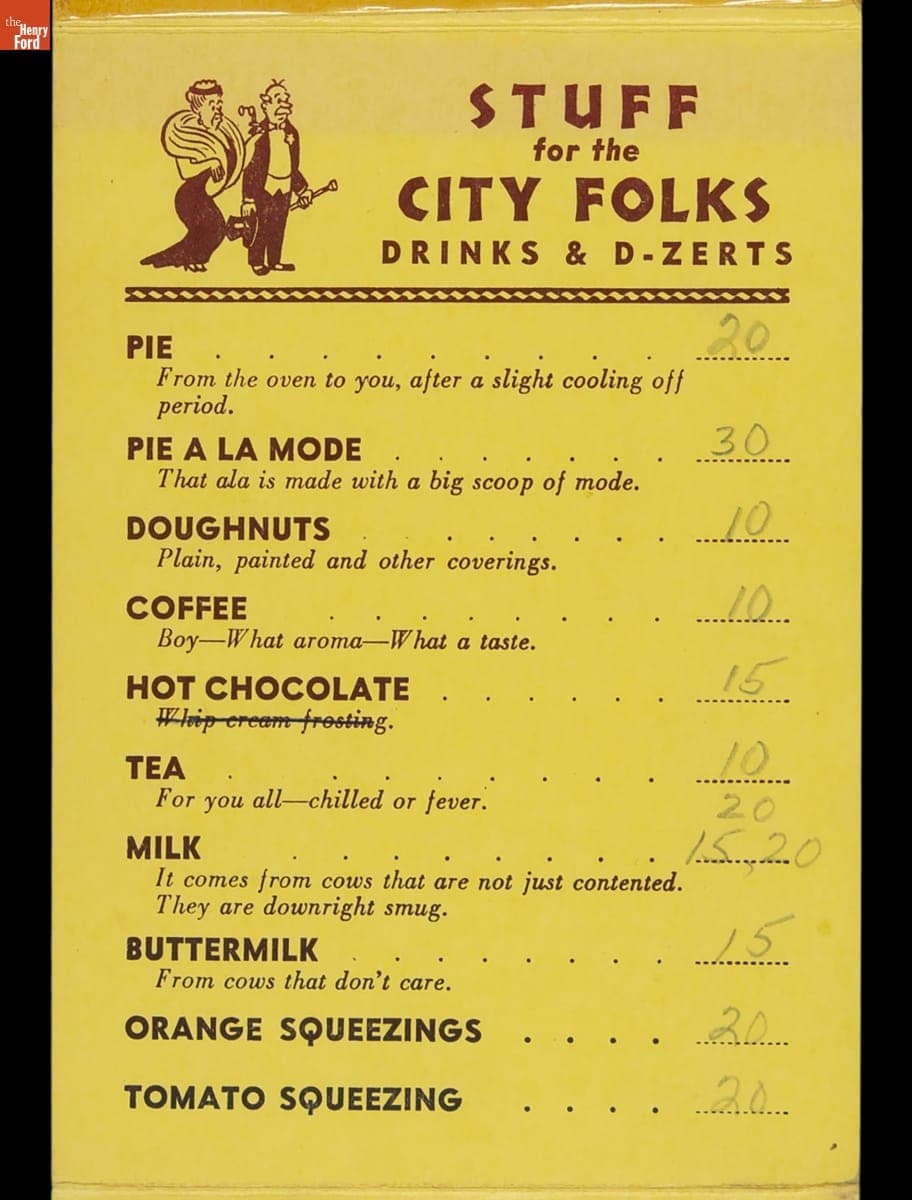 the
Henry
Ford
STUFF
for the
CITY FOLKS
DRINKS & D-ZERTS
PIE . . . . . . . . . 20
From the oven to you, after a slight cooling off
period.
PIE A LA MODE . . . . . . . 30
That ala is made with a big scoop of mode.
DOUGHNUTS . . . . . . . 10
Plain, painted and other coverings.
COFFEE . . . . . . . . 10
Boy—What aroma—What a taste.
HOT CHOCOLATE . . . . . . 15
Whip cream frosting.
TEA . . . . . . . . 10
For you all—chilled or fever. 20
MILK . . . . . . . . 15,20
It comes from cows that are not just contented.
They are downright smug.
BUTTERMILK . . . . . . . . 15
From cows that don't care.
ORANGE SQUEEZINGS . . . . 20
TOMATO SQUEEZING . . . . 20